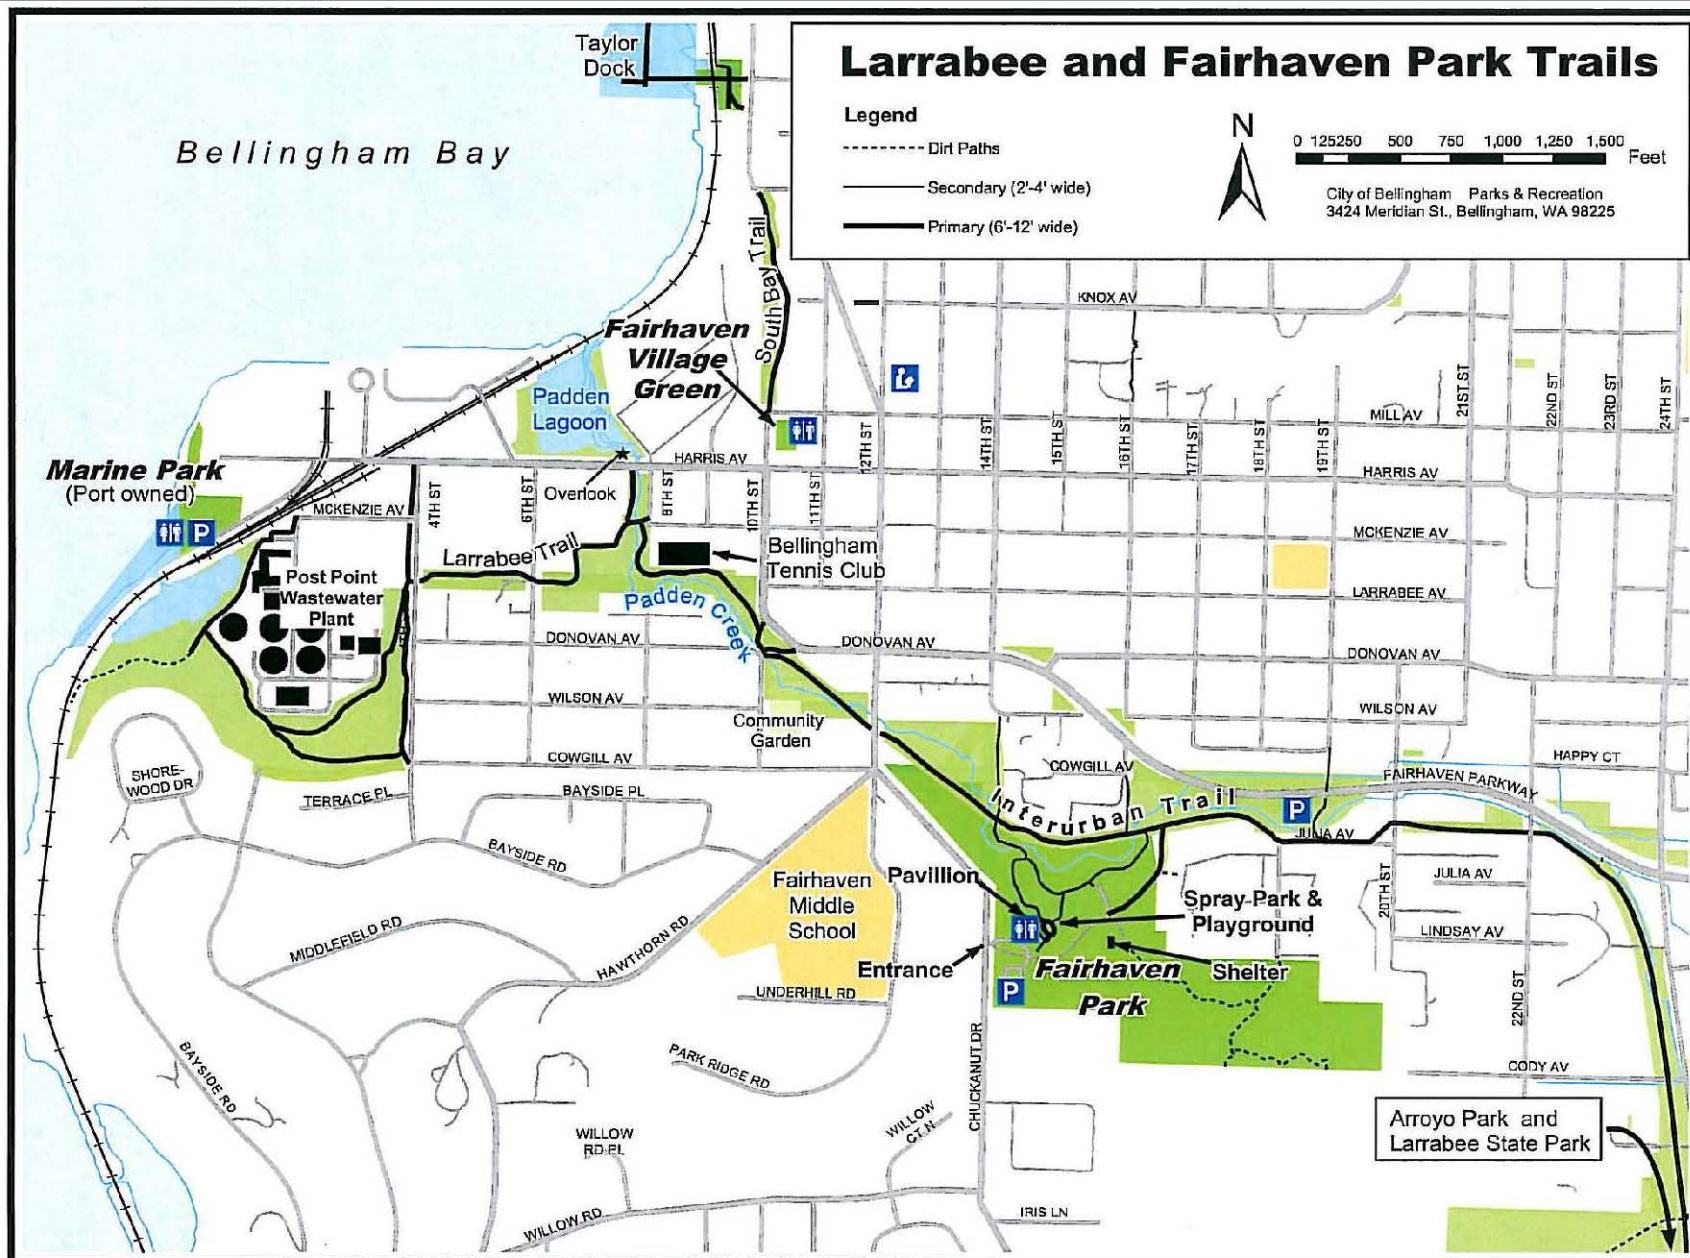 Larrabee and Fairhaven Park Trails
Legend
Dirt Paths
Secondary (2'-4' wide)
Primary (6'-12' wide)
N
0 125250 500 750 1,000 1,250 1,500
Feet
City of Bellingham Parks & Recreation
3424 Meridian St., Bellingham, WA 98225
Taylor
Dock
Bellingham Bay
South Bay Trail
KNOX AV
Fairhaven
Village
Green
Padden
Lagoon
MILL AV
21ST ST
22ND ST
23RD ST
24TH ST
12TH ST
14TH ST
15TH ST
16TH ST
17TH ST
18TH ST
19TH ST
HARRIS AV
HARRIS AV
Marine Park
(Port owned)
P
Overlook
MCKENZIE AV
4TH ST
6TH ST
8TH ST
10TH ST
11TH ST
MCKENZIE AV
Larrabee Trail
Bellingham
Tennis Club
Post Point
Wastewater
Plant
Padden Creek
LARRABEE AV
DONOVAN AV
DONOVAN AV
DONOVAN AV
WILSON AV
WILSON AV
Community
Garden
COWGILL AV
COWGILL AV
HAPPY CT
FAIRHAVEN PARKWAY
SHORE-
WOOD DR
TERRACE PL
BAYSIDE PL
Interurban Trail
P
JULIA AV
BAYSIDE RD
Fairhaven
Middle
School
Pavillion
Spray Park &
Playground
20TH ST
JULIA AV
LINDSAY AV
MIDDLEFIELD RD
HAWTHORN RD
Entrance
Fairhaven
Park
Shelter
P
UNDERHILL RD
22ND ST
BAYSIDE RD
PARK RIDGE RD
CHUCKANUT DR
CODY AV
WILLOW
CT N
WILLOW
RD PL
Arroyo Park and
Larrabee State Park
WILLOW RD
IRIS LN